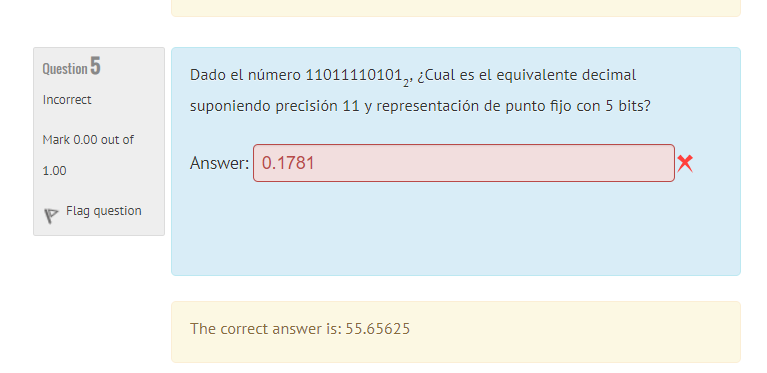 Question 5
Incorrect
Mark 0.00 out of
1.00
Flag question
Dado el número 11011110101₂, ¿Cual es el equivalente decimal
suponiendo precisión 11 y representación de punto fijo con 5 bits?
Answer: 0.1781
The correct answer is: 55.65625